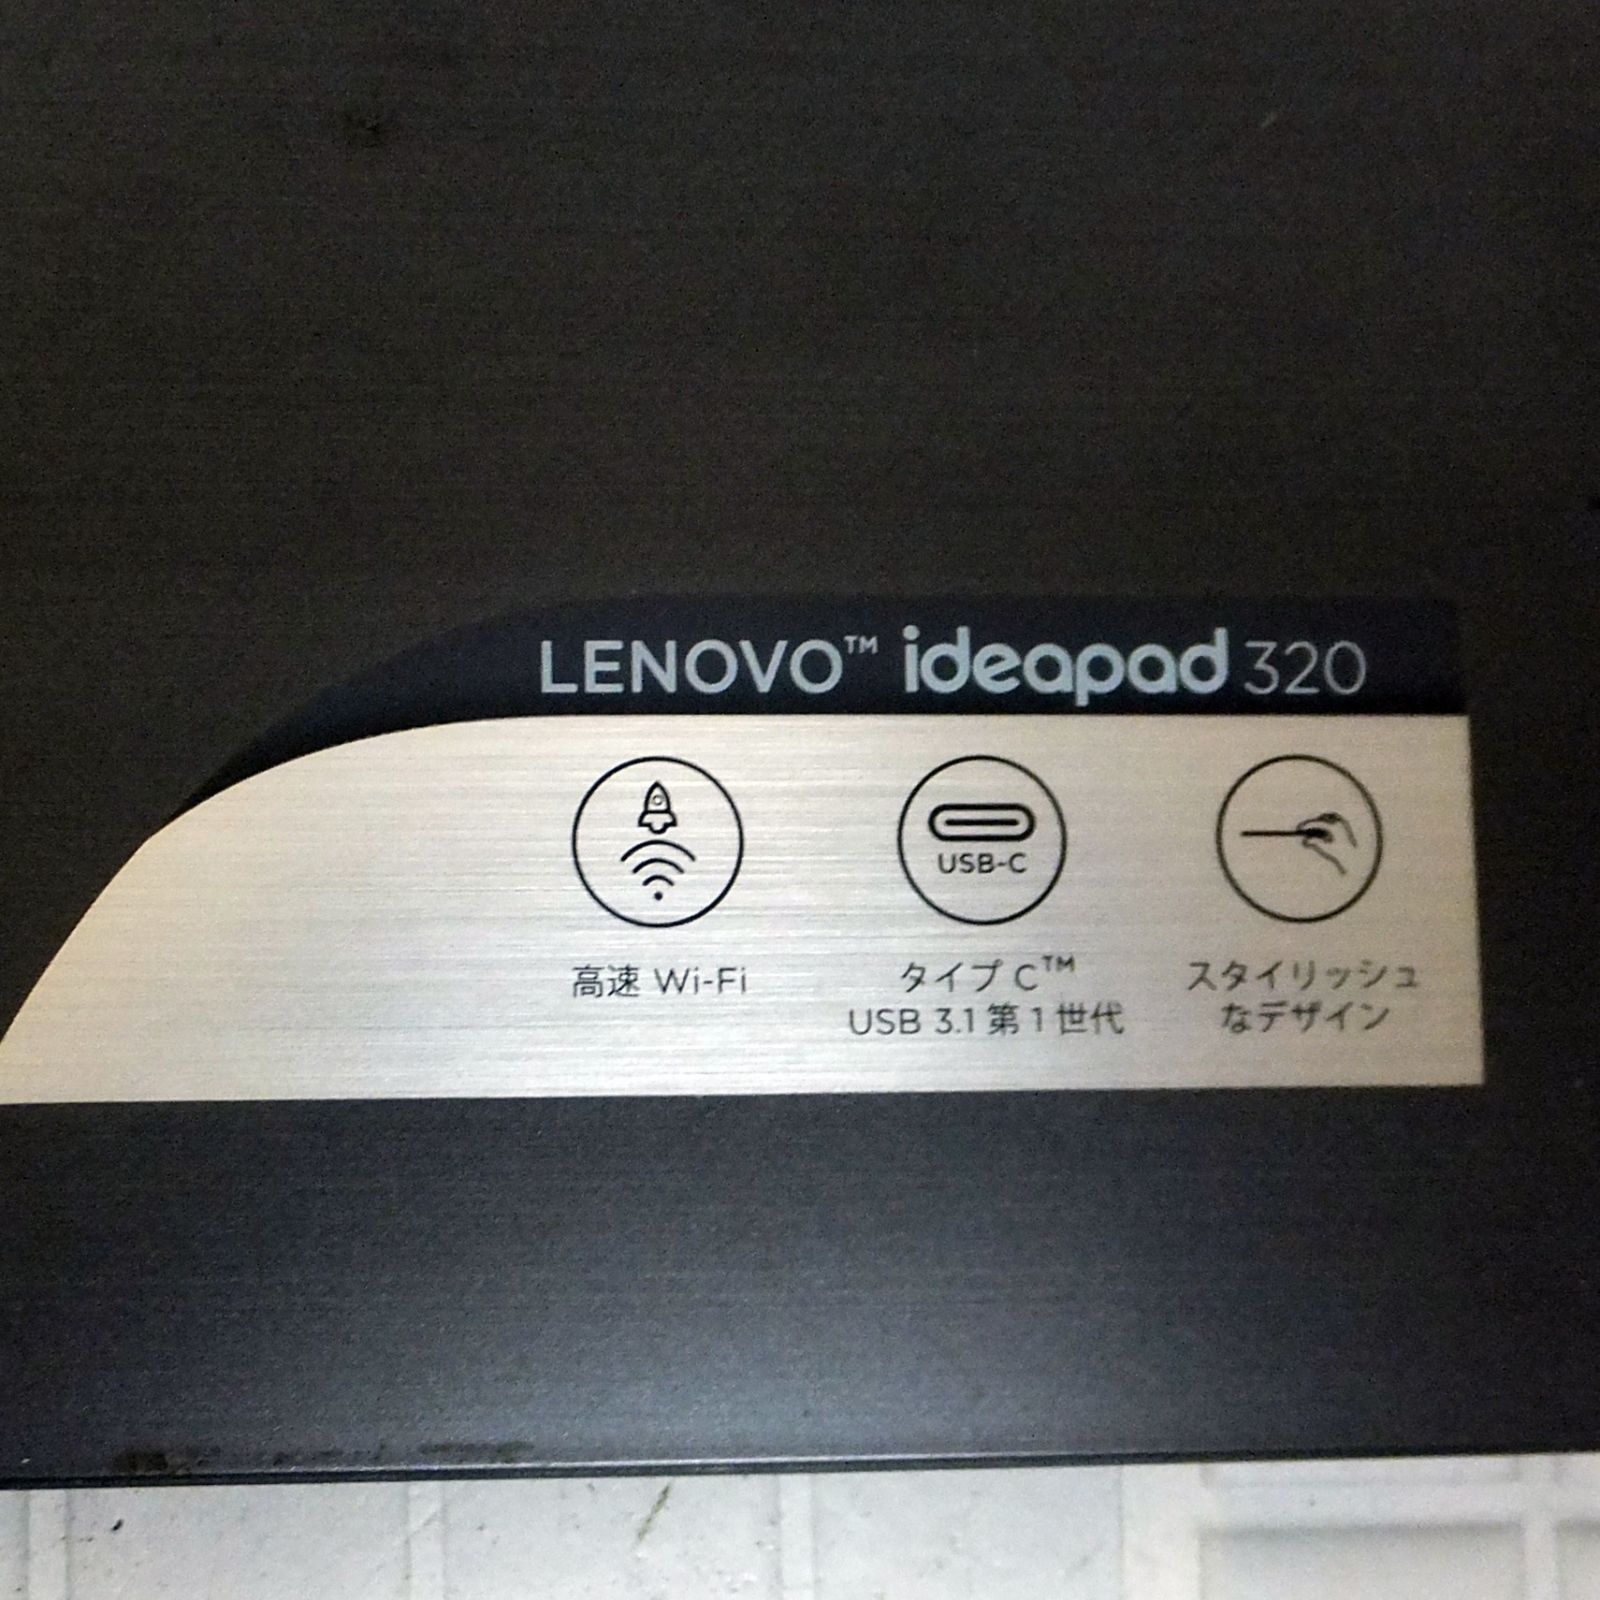 LENOVO™ ideapad 320
USB-C
高速 Wi-Fi
タイプ C™
USB 3.1 第 1 世代
スタイリッシュ
なデザイン